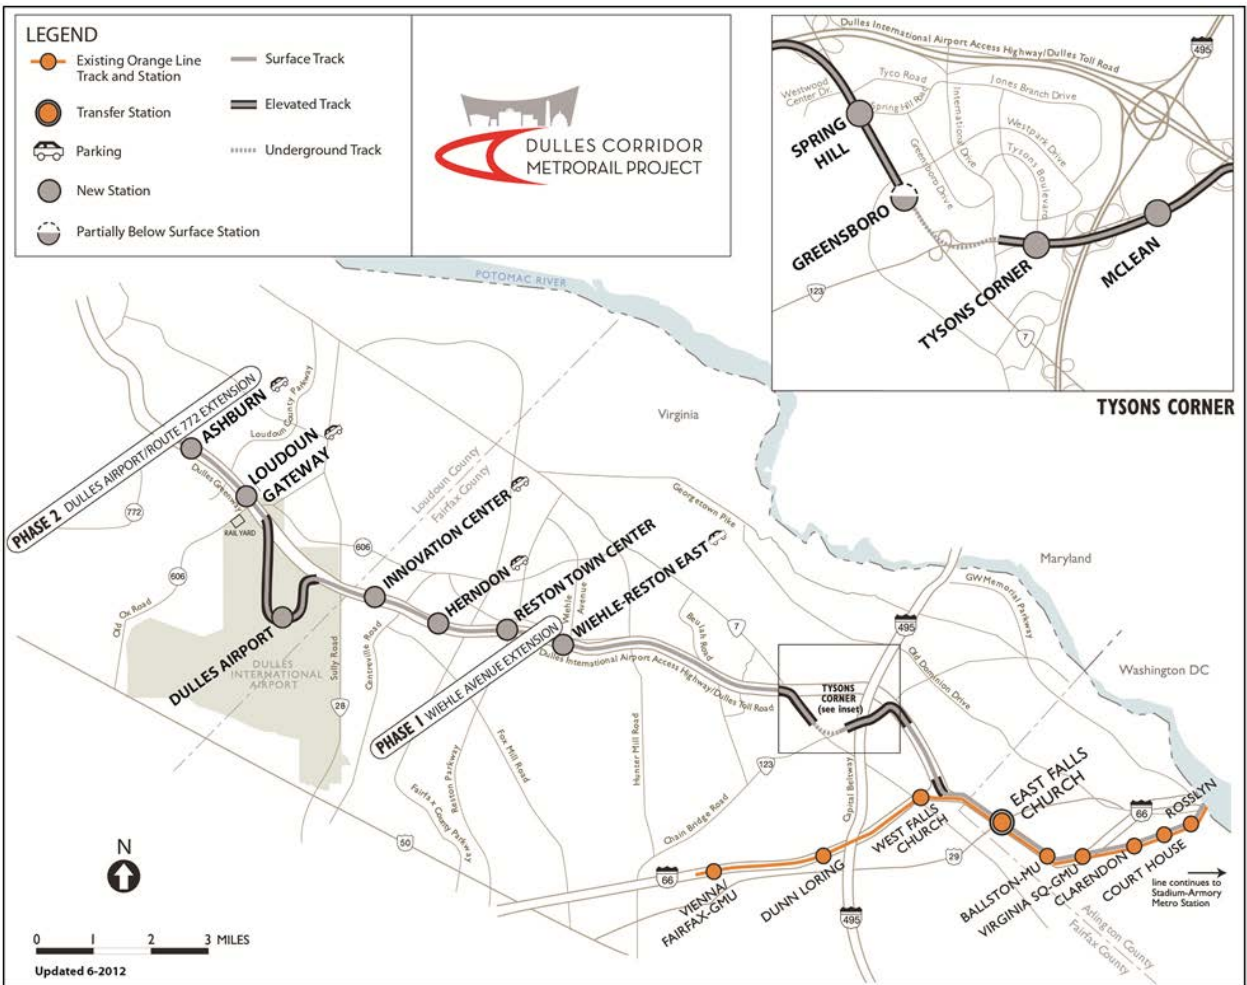 LEGEND
Existing Orange Line
Track and Station
Transfer Station
Parking
New Station
Partially Below Surface Station
Surface Track
Elevated Track
Underground Track
DULLES CORRIDOR
METRORAIL PROJECT
Dulles International Airport Access Highway/Dulles Toll Road
495
Westwood
Center Dr.
Tyco Road
Spring Hill Road
International Drive
Jones Branch Drive
Westpark Drive
Tysons Boulevard
Greensboro Drive
SPRING
HILL
GREENSBORO
TYSONS CORNER
MCLEAN
123
7
TYSONS CORNER
POTOMAC RIVER
Virginia
Maryland
Washington DC
PHASE 2 DULLES AIRPORT/ROUTE 772 EXTENSION
ASHBURN
Loudoun County Parkway
LOUDOUN
GATEWAY
Dulles Greenway
RAIL YARD
772
606
606
Old Ox Road
Loudoun County
Fairfax County
INNOVATION CENTER
HERNDON
RESTON TOWN CENTER
WIEHLE-RESTON EAST
Wiehle
Avenue
DULLES AIRPORT
DULLES
INTERNATIONAL
AIRPORT
Sully Road
28
Centreville Road
PHASE 1 WIEHLE AVENUE EXTENSION
Dulles International Airport Access Highway/Dulles Toll Road
Beulah Road
7
Georgetown Pike
GW Memorial Parkway
495
Old Dominion Drive
TYSONS
CORNER
(see inset)
Fox Mill Road
Reston Parkway
Fairfax County
Parkway
Hunter Mill Road
Chain Bridge Road
123
Capital Beltway
50
66
29
66
495
VIENNA/
FAIRFAX-GMU
DUNN LORING
WEST FALLS
CHURCH
EAST FALLS
CHURCH
BALLSTON-MU
VIRGINIA SQ-GMU
CLARENDON
COURT HOUSE
ROSSLYN
line continues to
Stadium-Armory
Metro Station
Arlington County
Fairfax County
N
0 1 2 3 MILES
Updated 6-2012